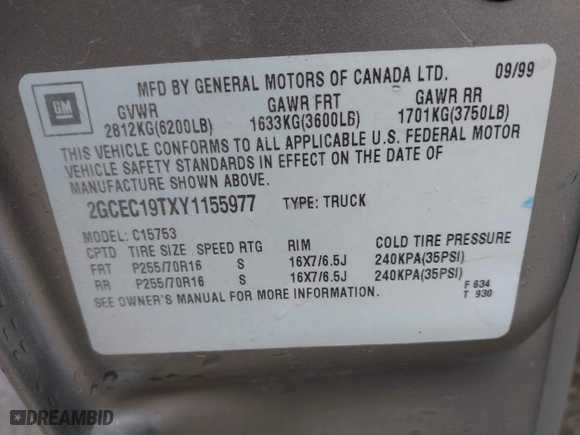 GM
MFD BY GENERAL MOTORS OF CANADA LTD. 09/99
GVWR GAWR FRT GAWR RR
2812KG(6200LB) 1633KG(3600LB) 1701KG(3750LB)
THIS VEHICLE CONFORMS TO ALL APPLICABLE U.S. FEDERAL MOTOR
VEHICLE SAFETY STANDARDS IN EFFECT ON THE DATE OF
MANUFACTURE SHOWN ABOVE.
2GCEC19TXY1155977 TYPE: TRUCK
MODEL: C15753
CPTD TIRE SIZE SPEED RTG RIM COLD TIRE PRESSURE
FRT P255/70R16 S 16X7/6.5J 240KPA(35PSI)
RR P255/70R16 S 16X7/6.5J 240KPA(35PSI)
SEE OWNER'S MANUAL FOR MORE INFORMATION.
F 634
T 930
DREAMBID